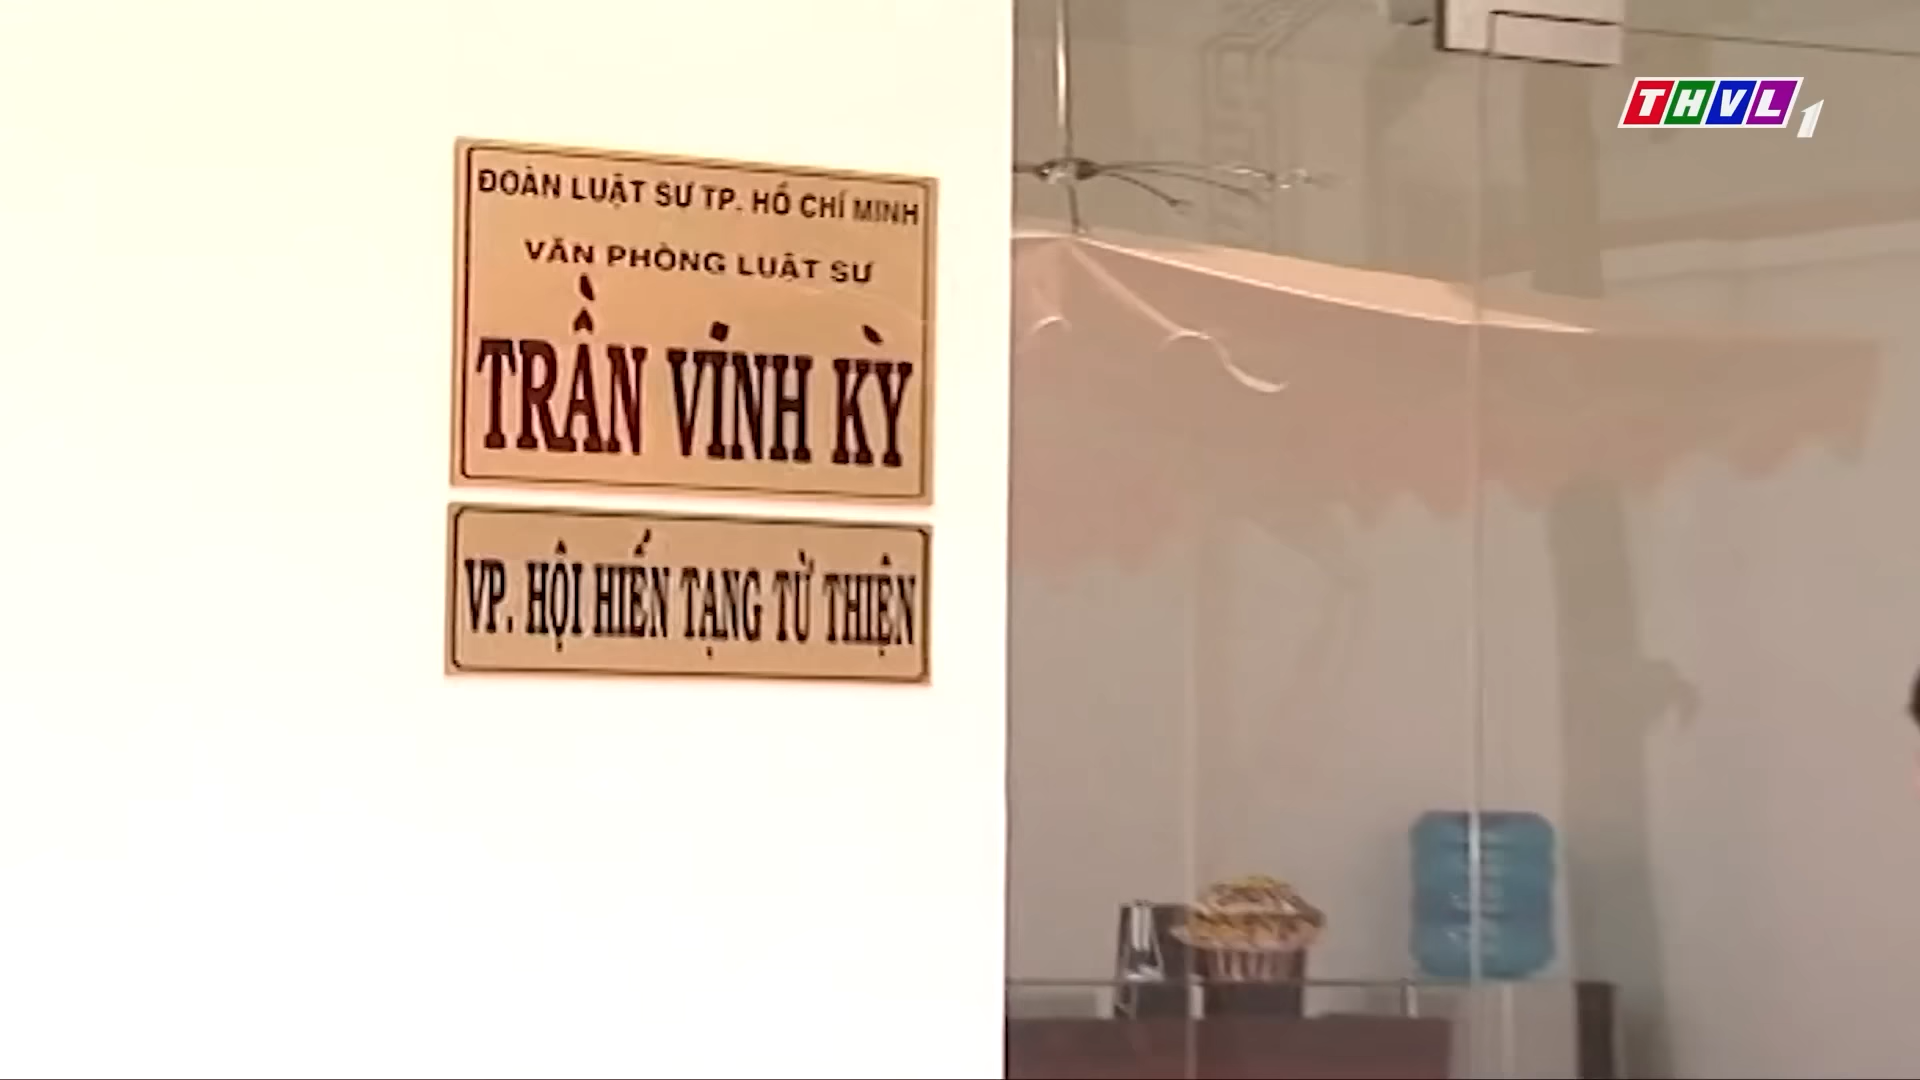 ĐOÀN LUẬT SƯ TP. HỒ CHÍ MINH
VĂN PHÒNG LUẬT SƯ
TRẦN VĨNH KỲ
VP. HỘI HIẾN TẠNG TỪ THIỆN
THVL1